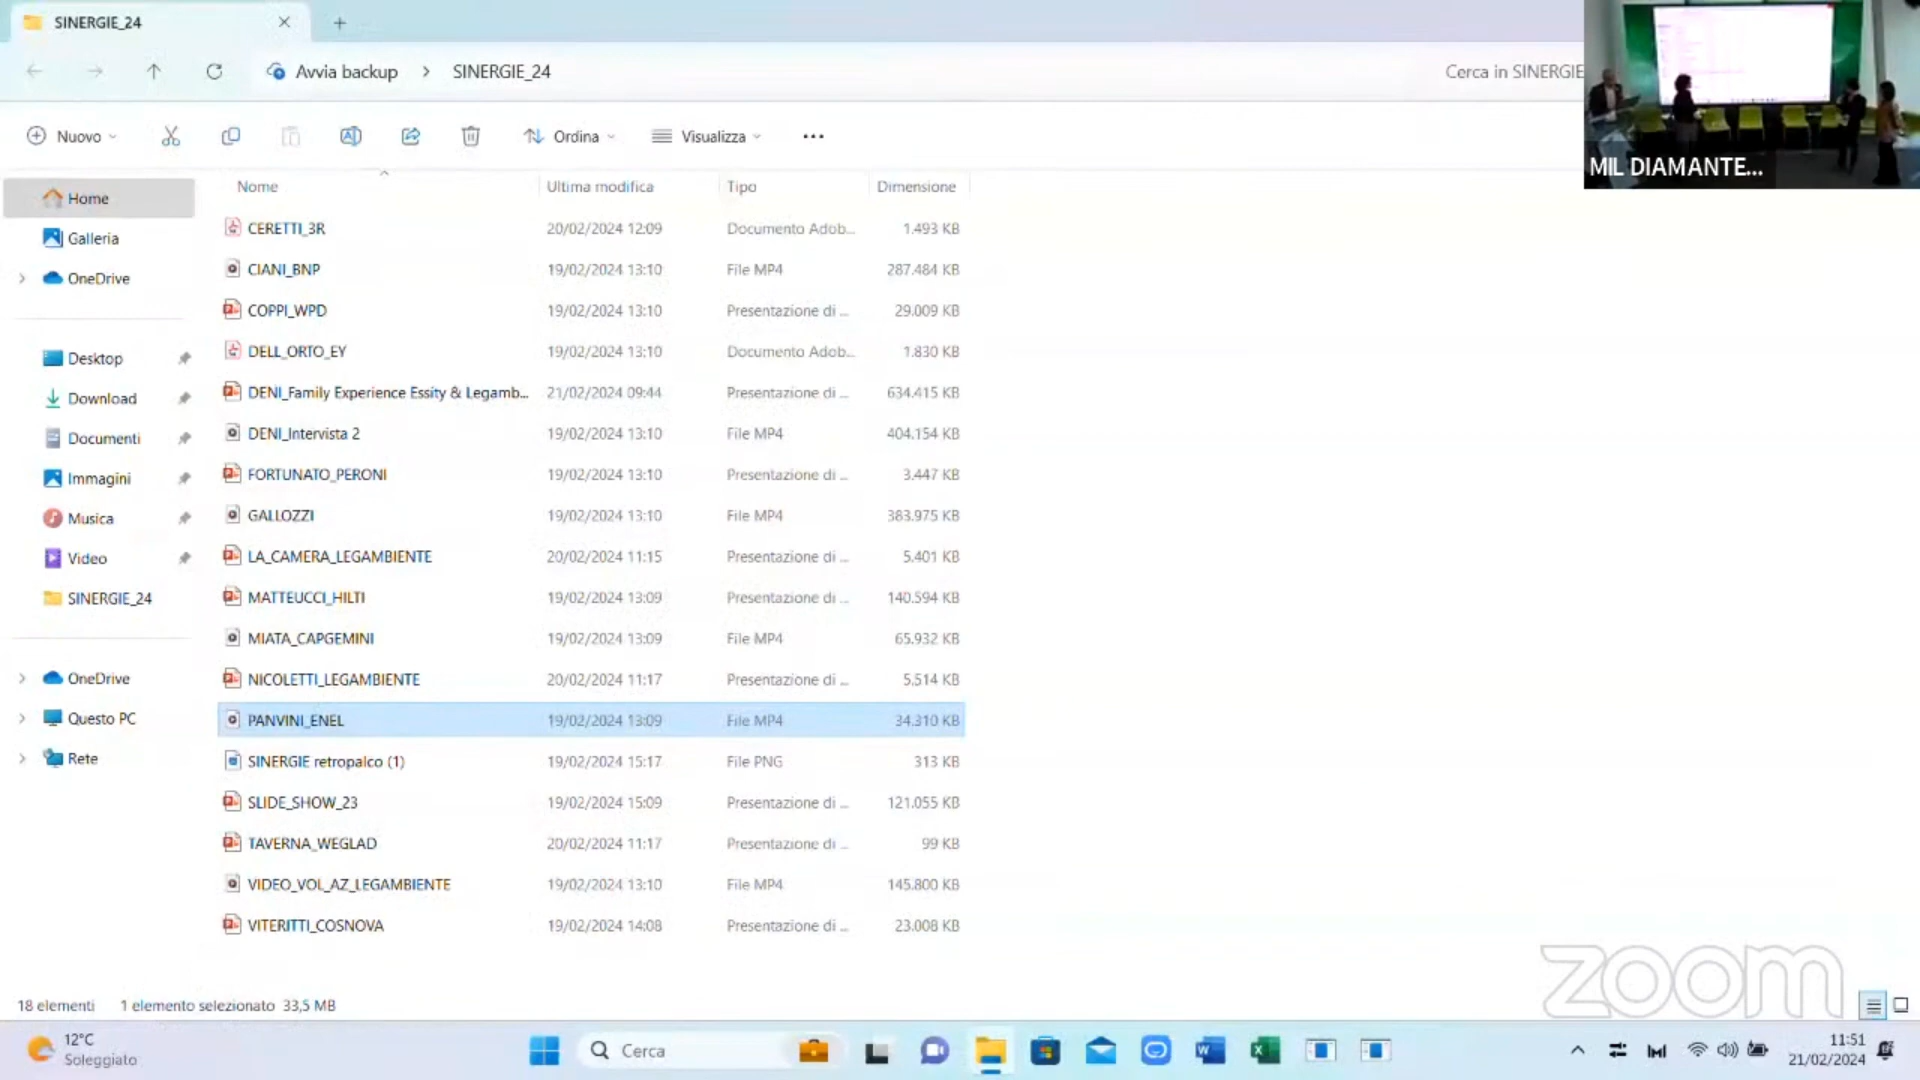 SINERGIE_24
Avvia backup > SINERGIE_24
Cerca in SINERGIE
MIL DIAMANTE...
Nuovo
Ordina
Visualizza
Nome Ultima modifica Tipo Dimensione
Home
Galleria
OneDrive
Desktop
Download
Documenti
Immagini
Musica
Video
SINERGIE_24
OneDrive
Questo PC
Rete
CERETTI_3R 20/02/2024 12:09 Documento Adob... 1.493 KB
CIANI_BNP 19/02/2024 13:10 File MP4 287.484 KB
COPPI_WPD 19/02/2024 13:10 Presentazione di ... 29.009 KB
DELL_ORTO_EY 19/02/2024 13:10 Documento Adob... 1.830 KB
DENI_Family Experience Essity & Legamb... 21/02/2024 09:44 Presentazione di ... 634.415 KB
DENI_Intervista 2 19/02/2024 13:10 File MP4 404.154 KB
FORTUNATO_PERONI 19/02/2024 13:10 Presentazione di ... 3.447 KB
GALLOZZI 19/02/2024 13:10 File MP4 383.975 KB
LA_CAMERA_LEGAMBIENTE 20/02/2024 11:15 Presentazione di ... 5.401 KB
MATTEUCCI_HILTI 19/02/2024 13:09 Presentazione di ... 140.594 KB
MIATA_CAPGEMINI 19/02/2024 13:09 File MP4 65.932 KB
NICOLETTI_LEGAMBIENTE 20/02/2024 11:17 Presentazione di ... 5.514 KB
PANVINI_ENEL 19/02/2024 13:09 File MP4 34.310 KB
SINERGIE retropalco (1) 19/02/2024 15:17 File PNG 313 KB
SLIDE_SHOW_23 19/02/2024 15:09 Presentazione di ... 121.055 KB
TAVERNA_WEGLAD 20/02/2024 11:17 Presentazione di ... 99 KB
VIDEO_VOL_AZ_LEGAMBIENTE 19/02/2024 13:10 File MP4 145.800 KB
VITERITTI_COSNOVA 19/02/2024 14:08 Presentazione di ... 23.008 KB
zoom
18 elementi 1 elemento selezionato 33,5 MB
12°C
Soleggiato
Cerca
11:51
21/02/2024